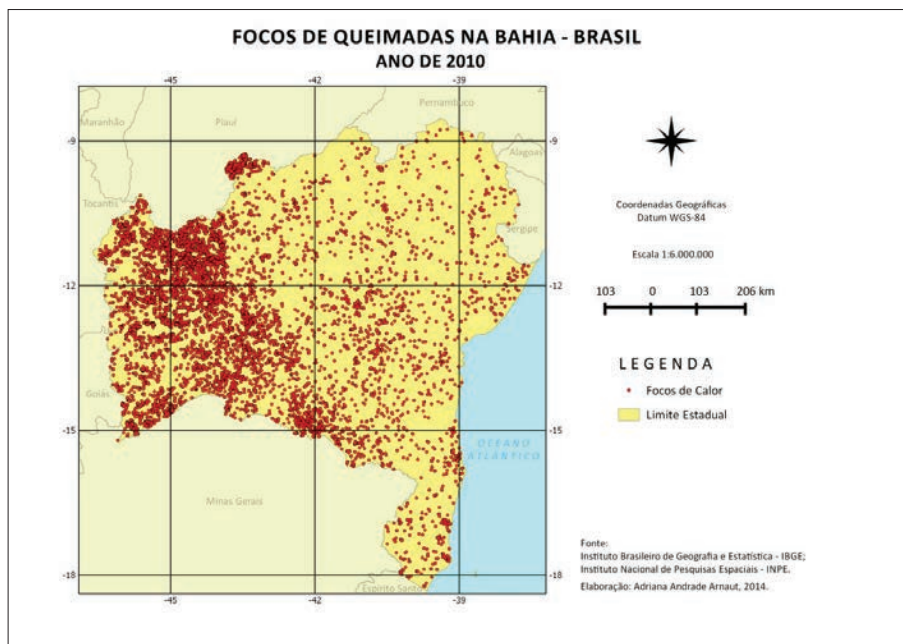 FOCOS DE QUEIMADAS NA BAHIA - BRASIL
ANO DE 2010
-45
-42
-39
Pernambuco
Maranhão
Piauí
-9
-9
Alagoas
Tocantis
Sergipe
Coordenadas Geográficas
Datum WGS-84
Escala 1:6.000.000
-12
-12
103 0 103 206 km
LEGENDA
Focos de Calor
Limite Estadual
Goiás
-15
-15
OCEANO
ATLÂNTICO
Minas Gerais
Fonte:
Instituto Brasileiro de Geografia e Estatística - IBGE;
Instituto Nacional de Pesquisas Espaciais - INPE.
Elaboração: Adriana Andrade Arnaut, 2014.
-18
-18
Espírito Santo
-45
-42
-39